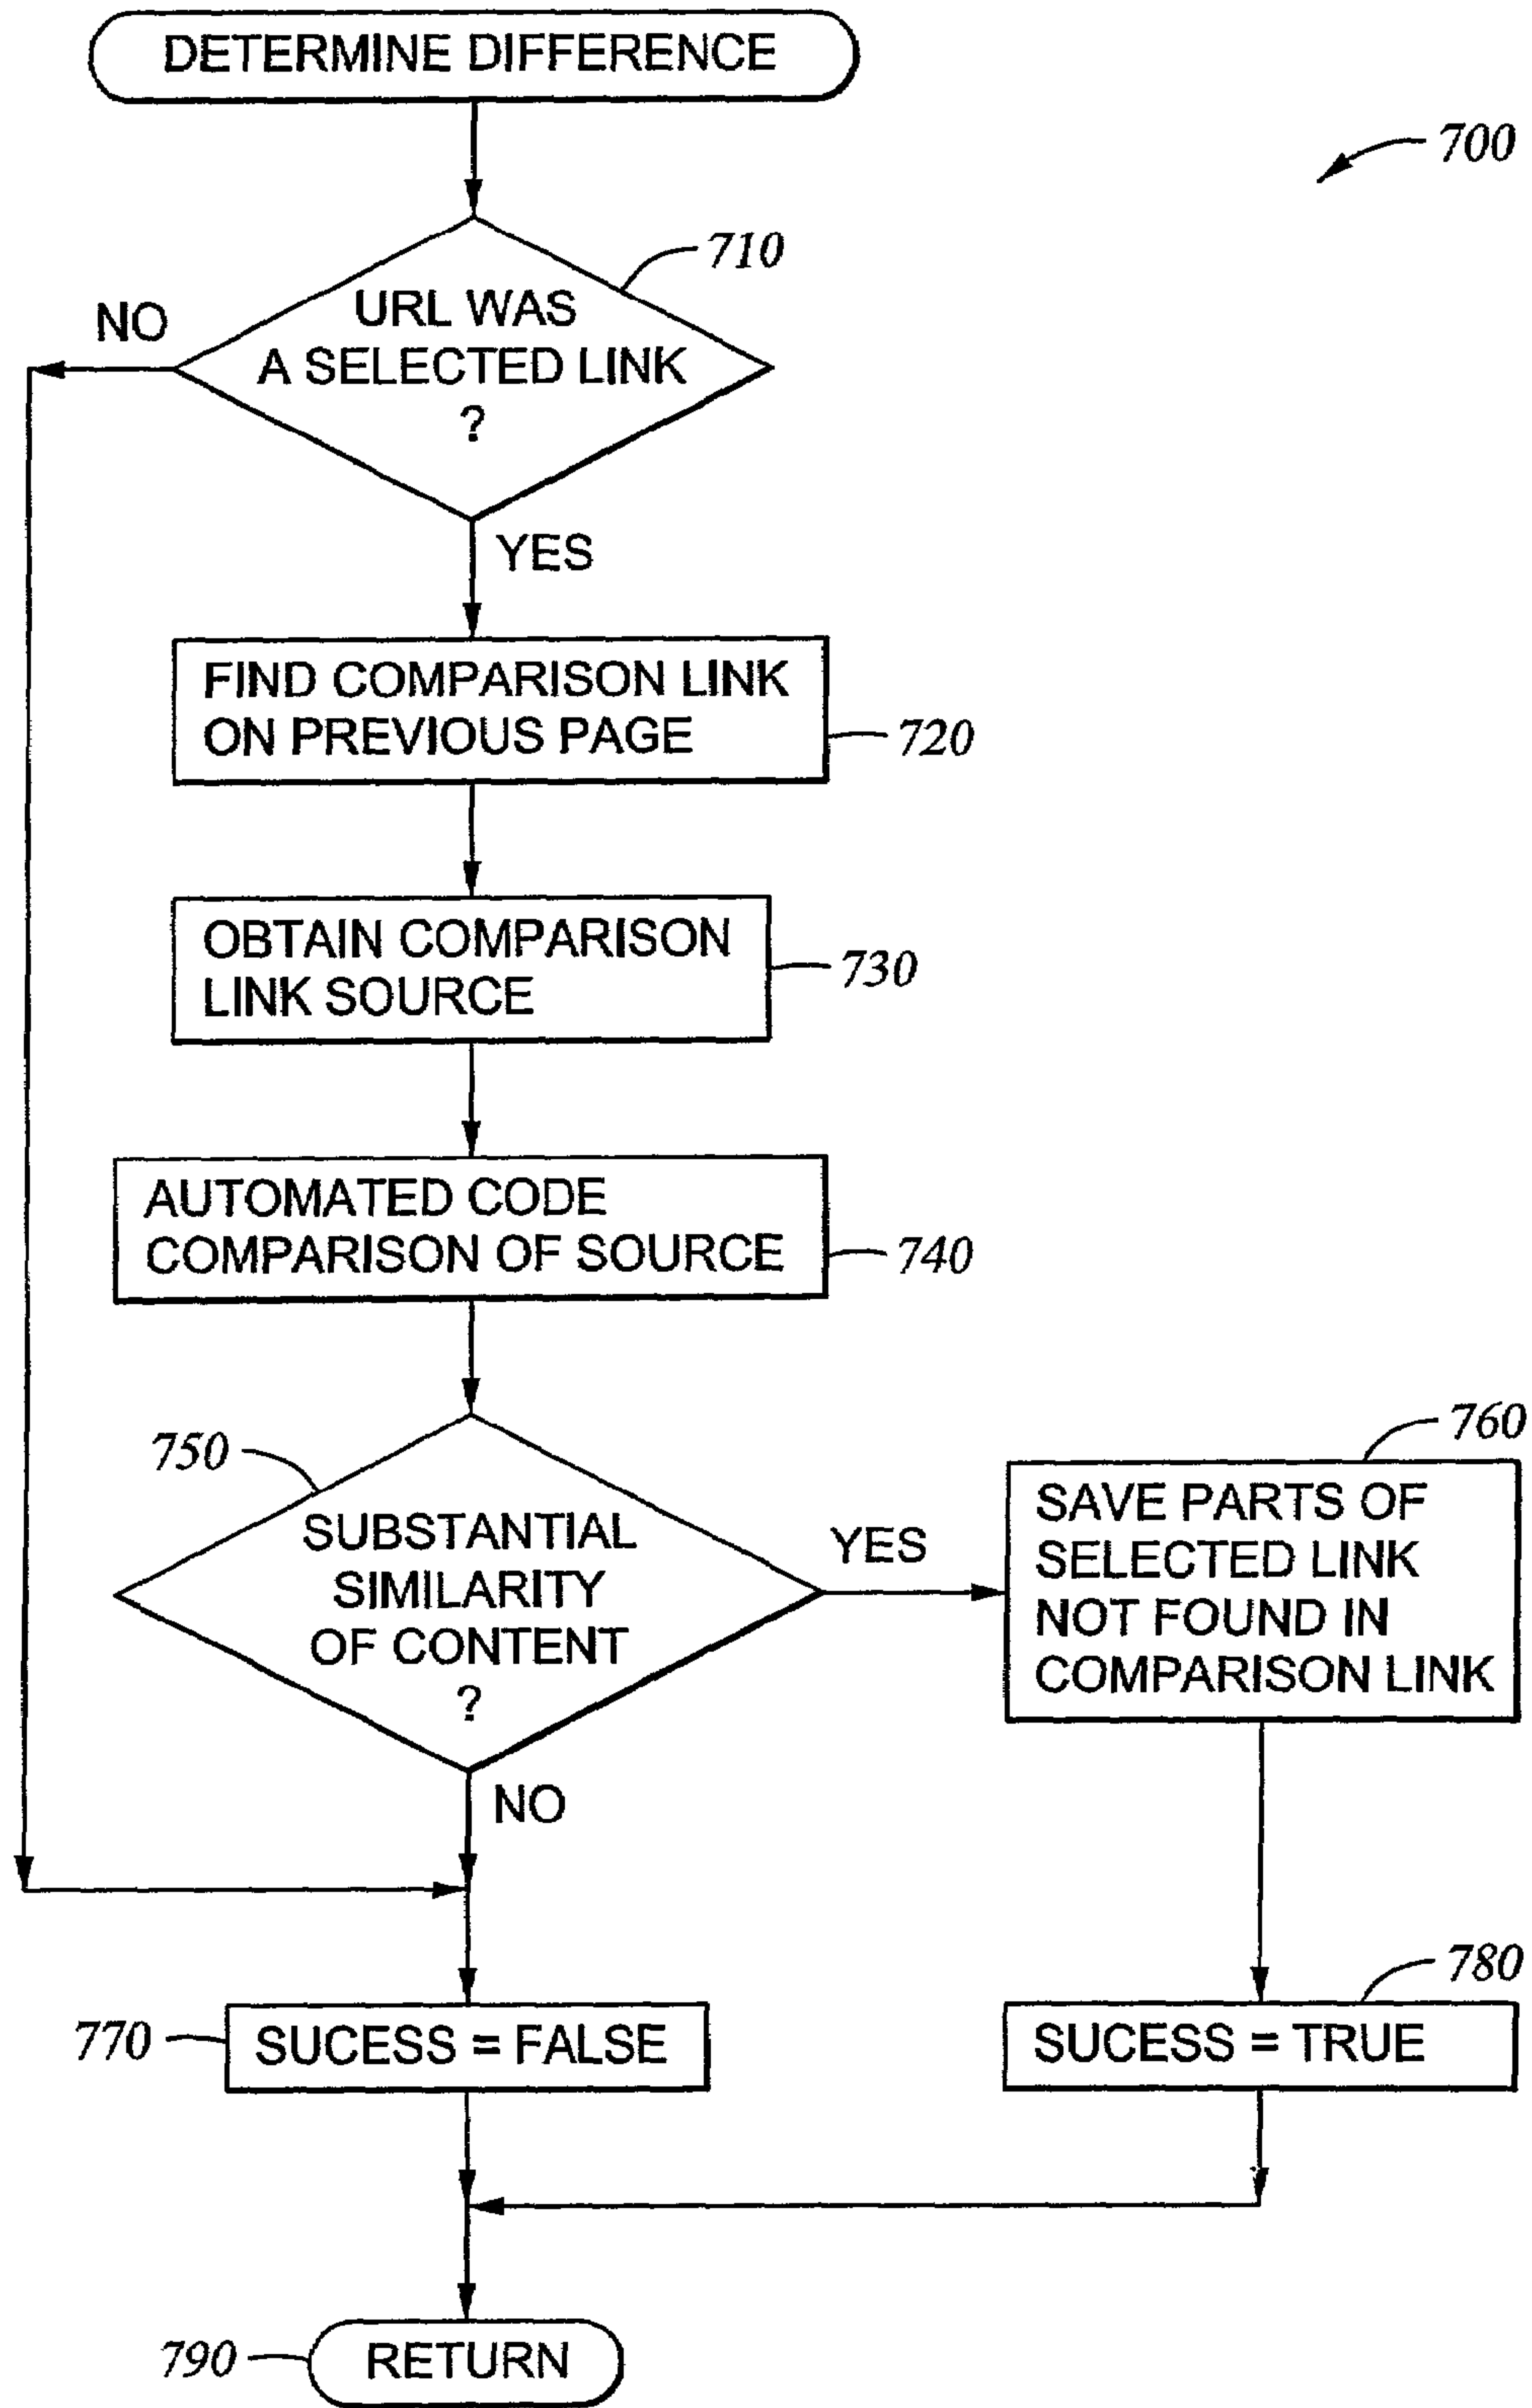 DETERMINE DIFFERENCE
700
710
URL WAS
A SELECTED LINK
?
NO
YES
FIND COMPARISON LINK
ON PREVIOUS PAGE
720
OBTAIN COMPARISON
LINK SOURCE
730
AUTOMATED CODE
COMPARISON OF SOURCE
740
750
SUBSTANTIAL
SIMILARITY
OF CONTENT
?
YES
NO
760
SAVE PARTS OF
SELECTED LINK
NOT FOUND IN
COMPARISON LINK
770
SUCESS = FALSE
780
SUCESS = TRUE
790
RETURN